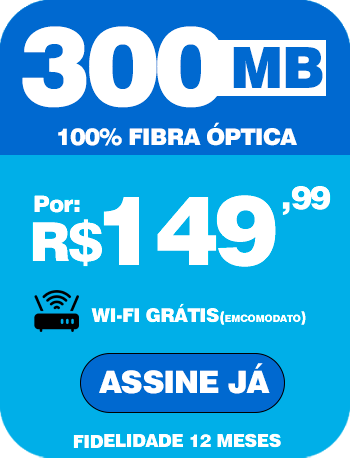 300 MB
100% FIBRA ÓPTICA
Por:
R$149,99
WI-FI GRÁTIS(EMCOMODATO)
ASSINE JÁ
FIDELIDADE 12 MESES